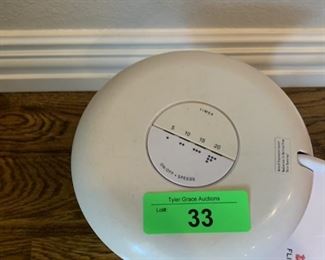 TIMER
5 10 15 20
ON/OFF • SPEEDS
Tyler Grace Auctions
Lot#:
33
FL